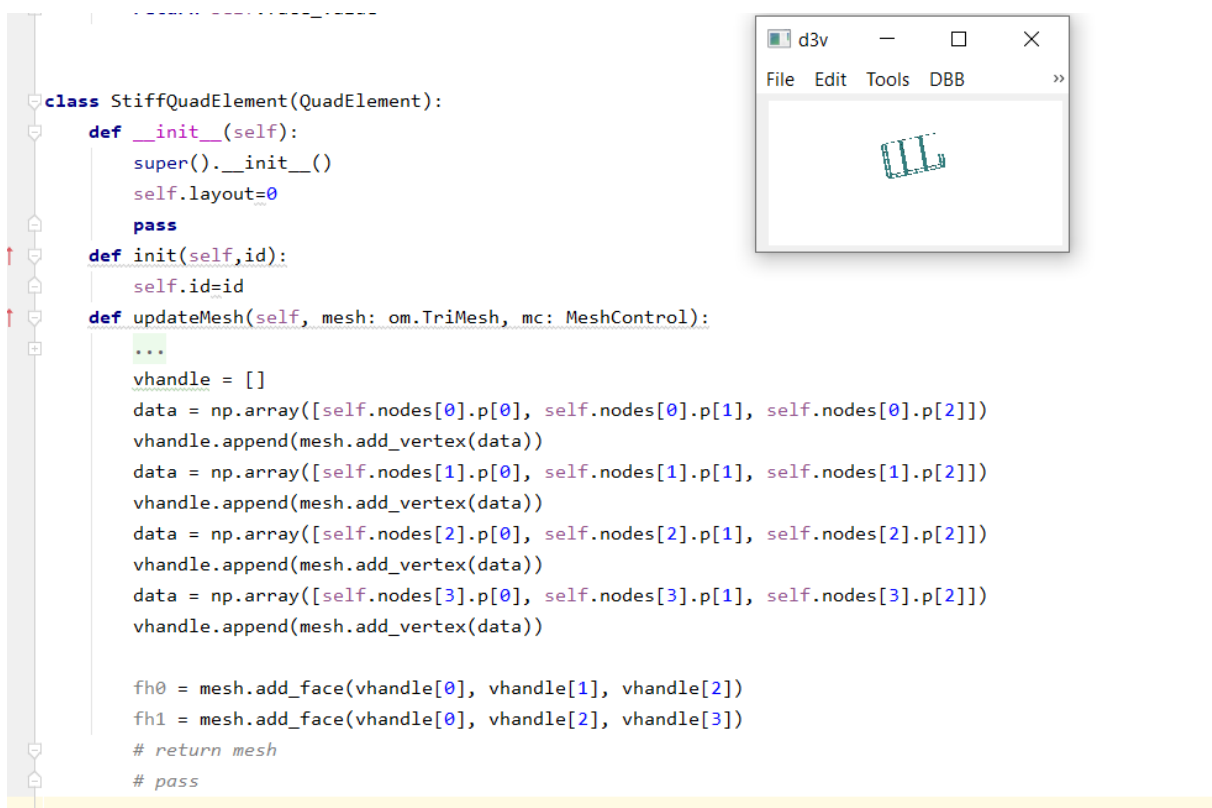 class StiffQuadElement(QuadElement):
def __init__(self):
super().__init__()
self.layout=0
pass
def init(self,id):
self.id=id
def updateMesh(self, mesh: om.TriMesh, mc: MeshControl):
...
vhandle = []
data = np.array([self.nodes[0].p[0], self.nodes[0].p[1], self.nodes[0].p[2]])
vhandle.append(mesh.add_vertex(data))
data = np.array([self.nodes[1].p[0], self.nodes[1].p[1], self.nodes[1].p[2]])
vhandle.append(mesh.add_vertex(data))
data = np.array([self.nodes[2].p[0], self.nodes[2].p[1], self.nodes[2].p[2]])
vhandle.append(mesh.add_vertex(data))
data = np.array([self.nodes[3].p[0], self.nodes[3].p[1], self.nodes[3].p[2]])
vhandle.append(mesh.add_vertex(data))
fh0 = mesh.add_face(vhandle[0], vhandle[1], vhandle[2])
fh1 = mesh.add_face(vhandle[0], vhandle[2], vhandle[3])
# return mesh
# pass
d3v
File Edit Tools DBB »